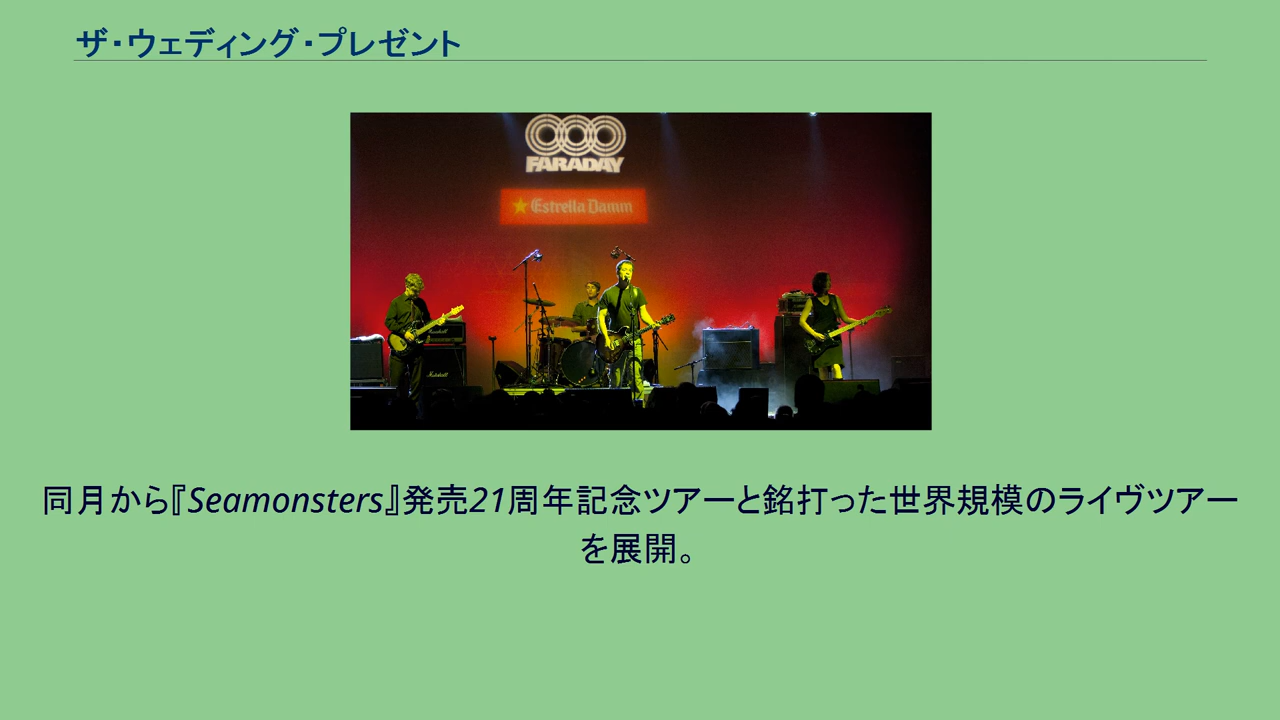 ザ・ウェディング・プレゼント
FARADAY
Estrella Damm
Marshall
Marshall
同月から『Seamonsters』発売21周年記念ツアーと銘打った世界規模のライヴツアー
を展開。